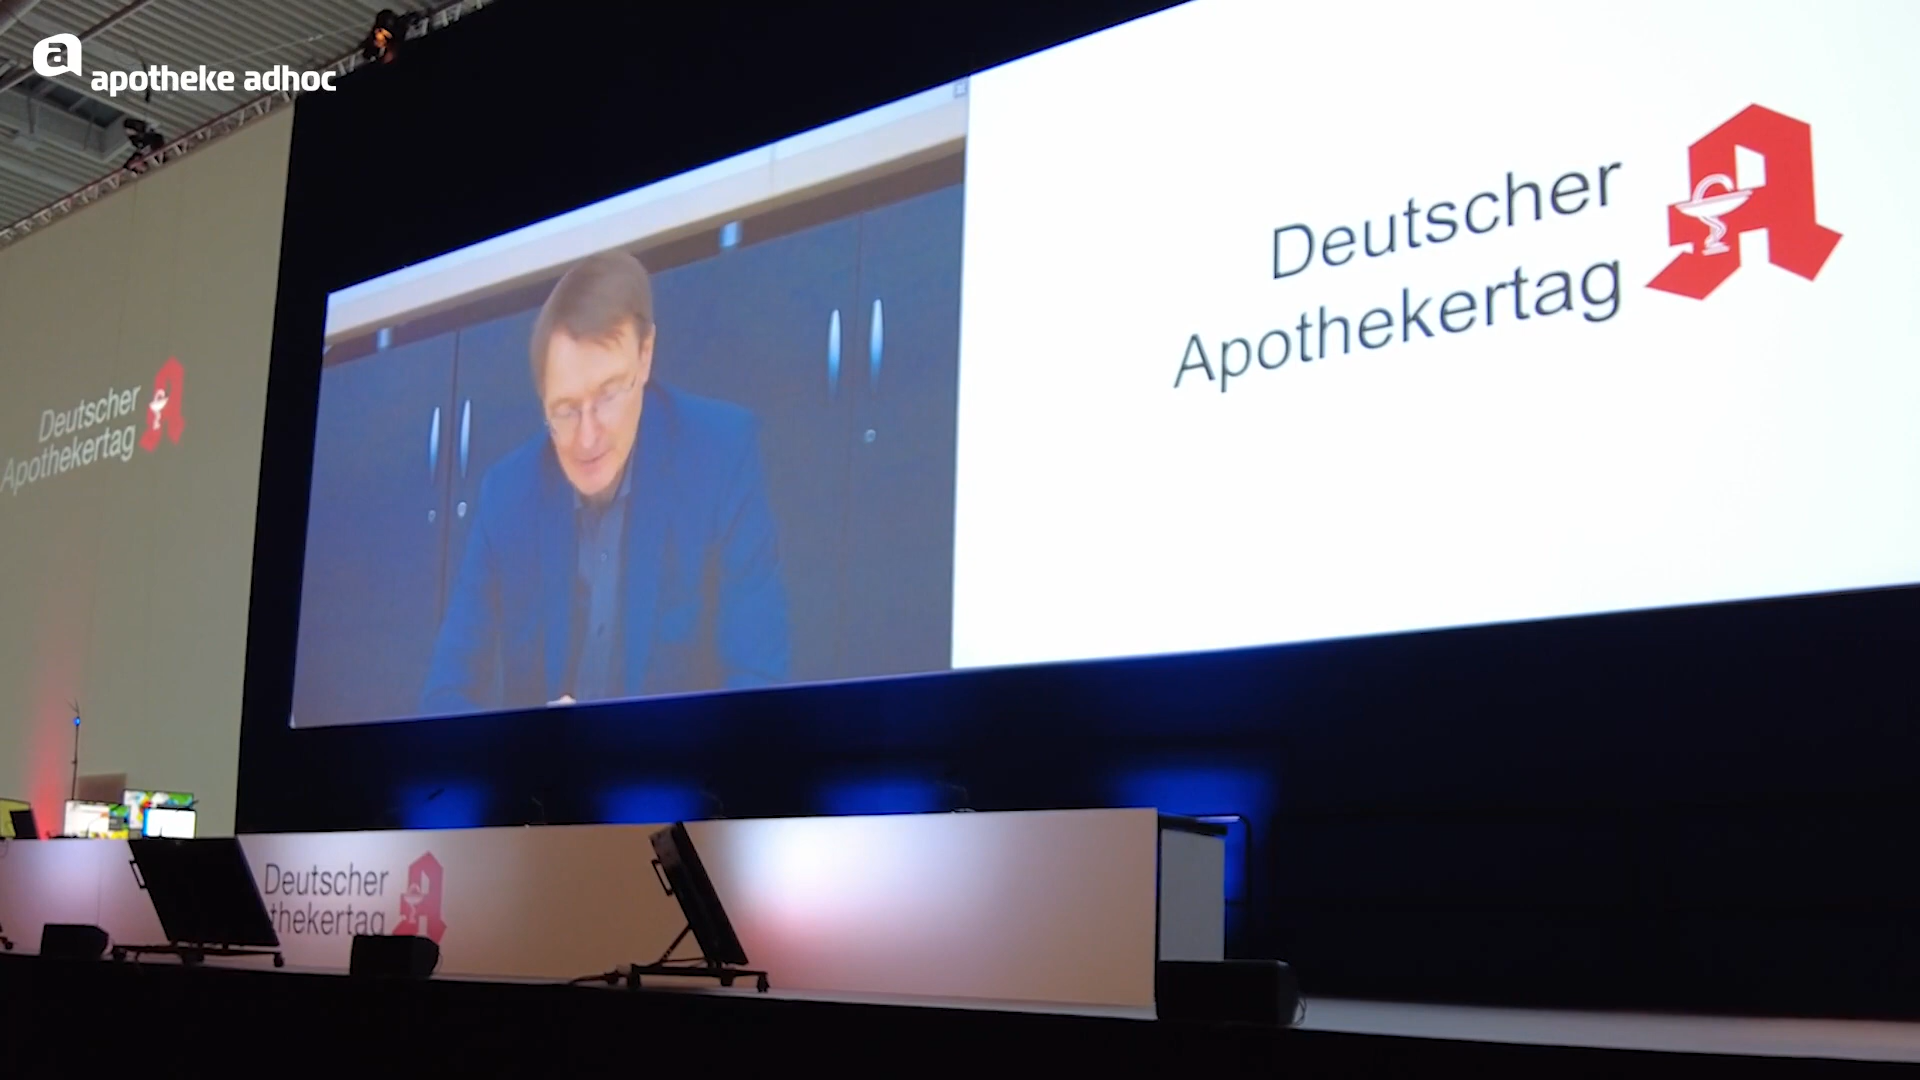 a
apotheke adhoc
Deutscher
Apothekertag
Deutscher
Apothekertag
Deutscher
thekertag